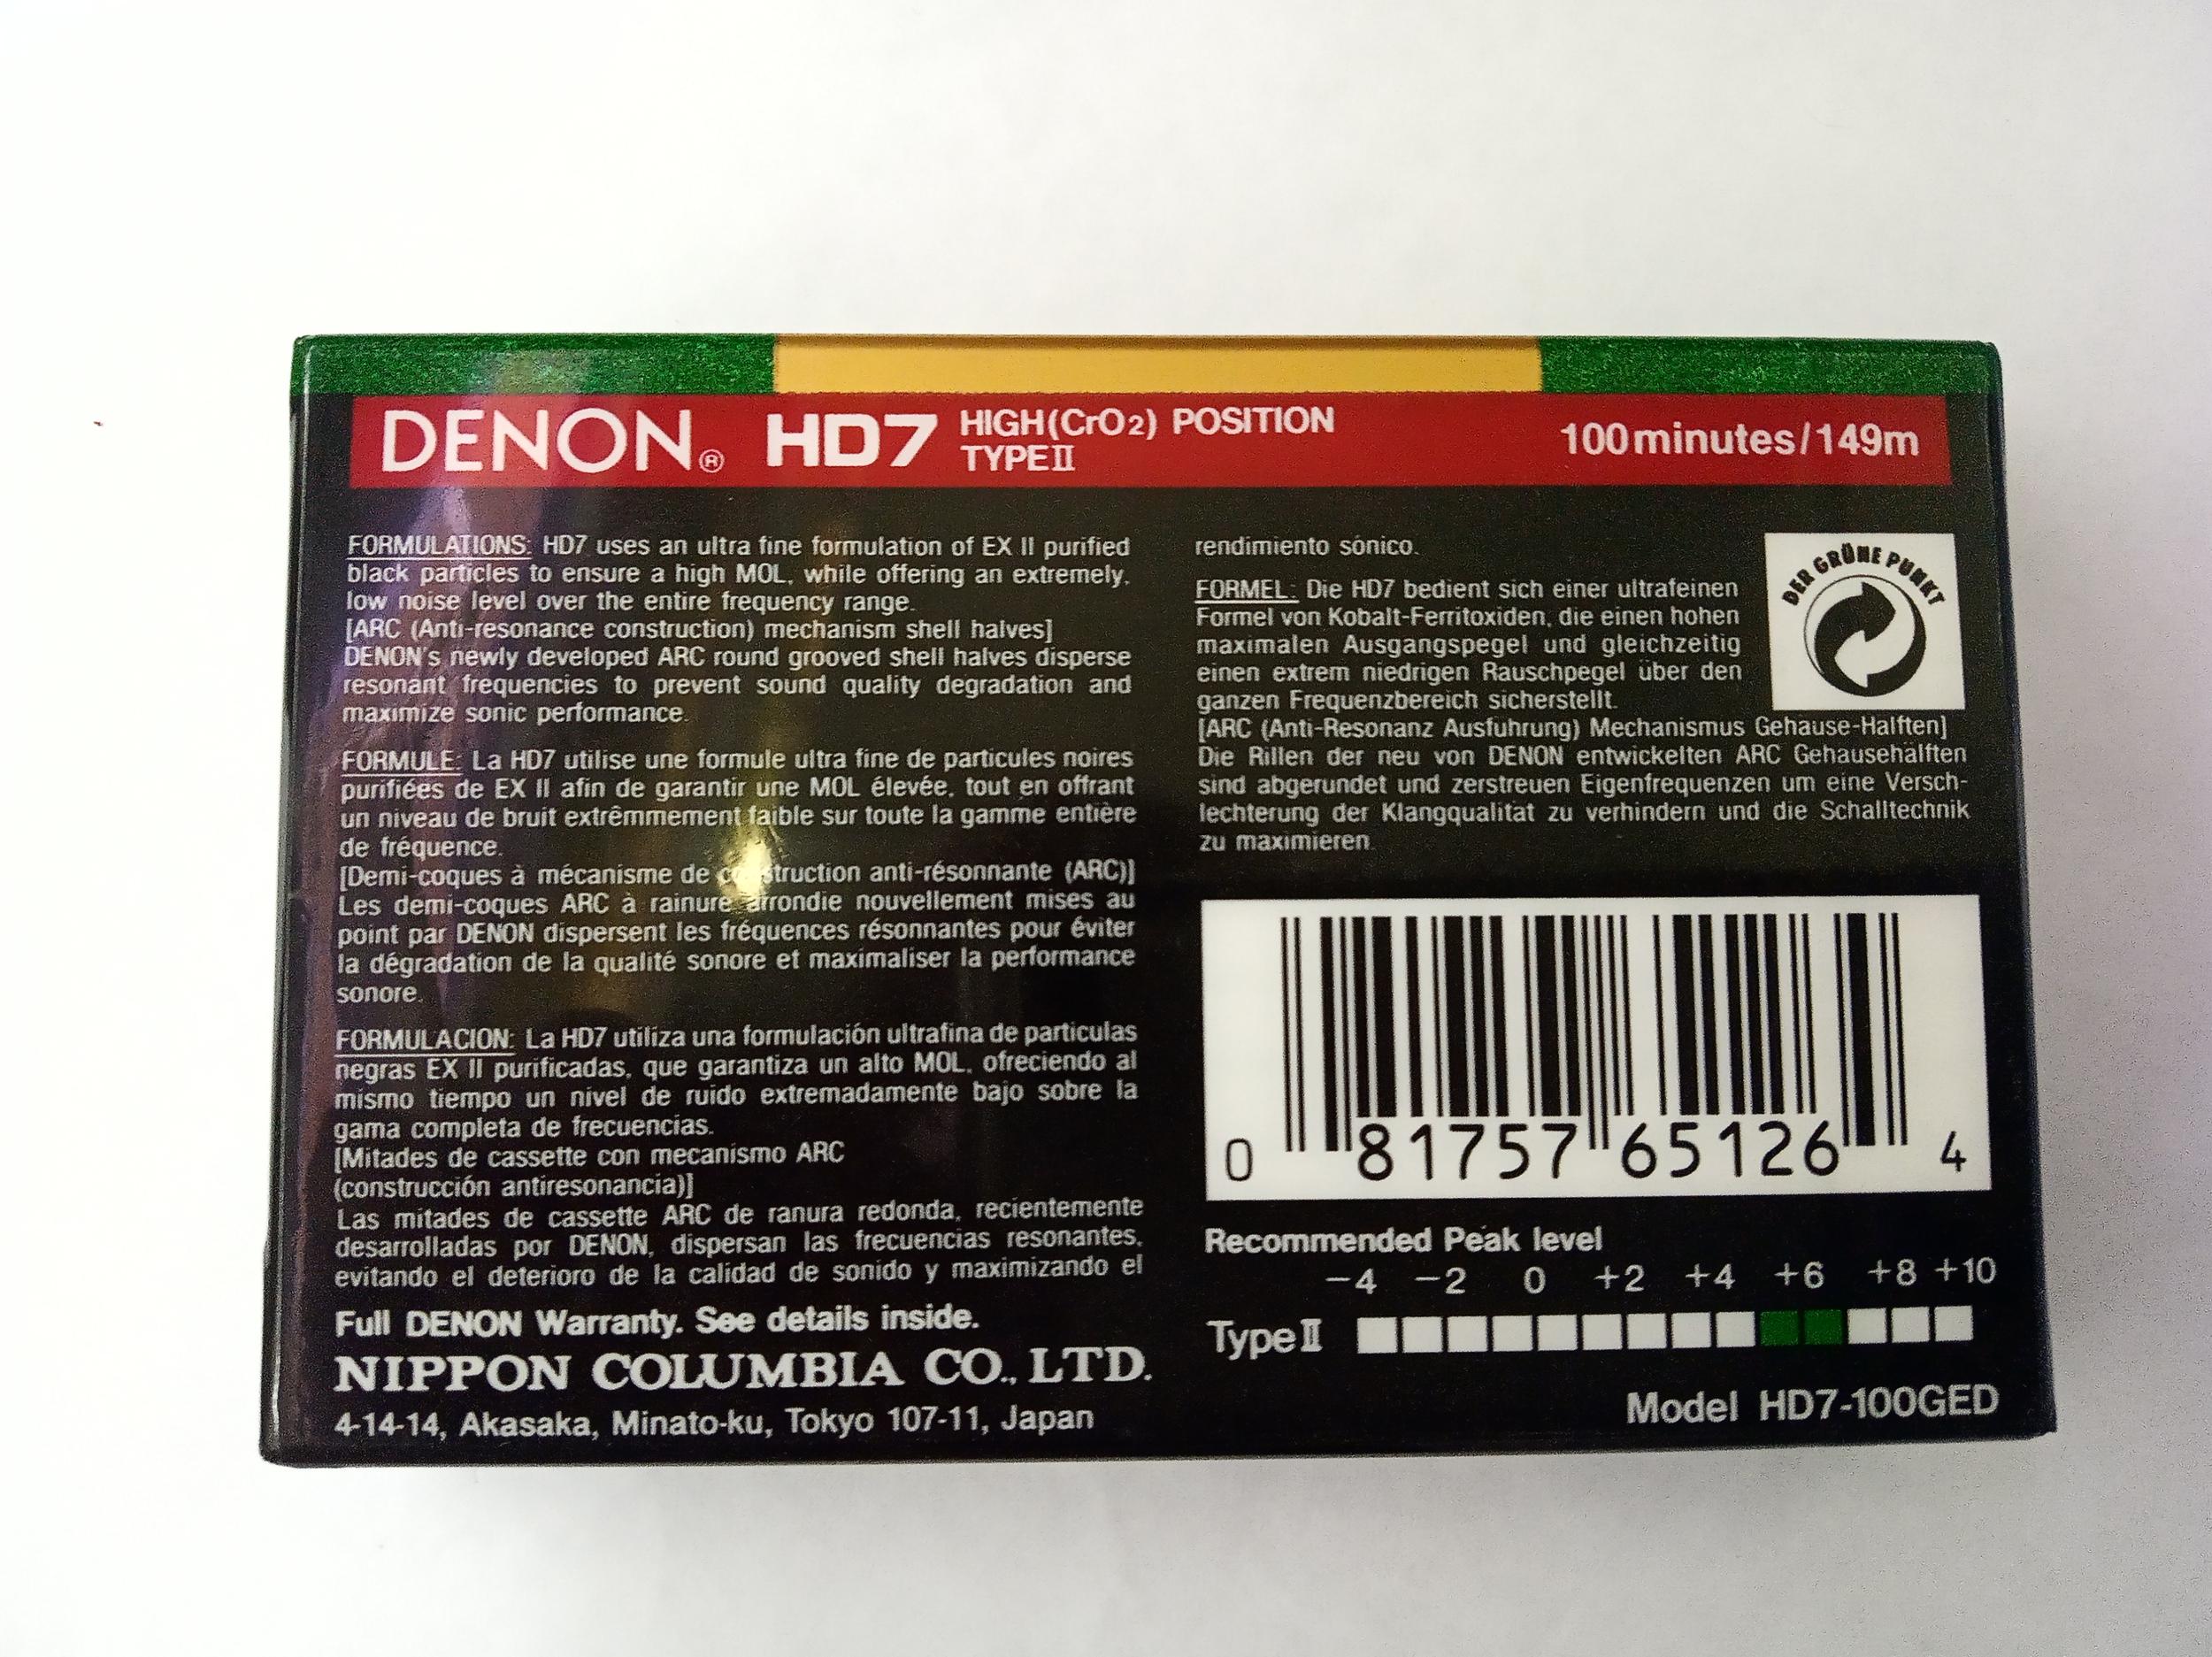 DENON® HD7 HIGH(CrO2) POSITION
TYPE II
100minutes/149m
FORMULATIONS: HD7 uses an ultra fine formulation of EX II purified
black particles to ensure a high MOL, while offering an extremely,
low noise level over the entire frequency range.
[ARC (Anti-resonance construction) mechanism shell halves]
DENON's newly developed ARC round grooved shell halves disperse
resonant frequencies to prevent sound quality degradation and
maximize sonic performance.
FORMULE: La HD7 utilise une formule ultra fine de particules noires
purifiées de EX II afin de garantir une MOL élevée, tout en offrant
un niveau de bruit extrêmmement faible sur toute la gamme entière
de fréquence.
[Demi-coques à mécanisme de construction anti-résonnante (ARC)]
Les demi-coques ARC à rainure arrondie nouvellement mises au
point par DENON dispersent les fréquences résonnantes pour éviter
la dégradation de la qualité sonore et maximaliser la performance
sonore.
FORMULACION: La HD7 utiliza una formulación ultrafina de particulas
negras EX II purificadas, que garantiza un alto MOL, ofreciendo al
mismo tiempo un nivel de ruido extremadamente bajo sobre la
gama completa de frecuencias.
[Mitades de cassette con mecanismo ARC
(construcción antiresonancia)]
Las mitades de cassette ARC de ranura redonda, recientemente
desarrolladas por DENON, dispersan las frecuencias resonantes,
evitando el deterioro de la calidad de sonido y maximizando el
Full DENON Warranty. See details inside.
NIPPON COLUMBIA CO., LTD.
4-14-14, Akasaka, Minato-ku, Tokyo 107-11, Japan
rendimiento sónico.
FORMEL: Die HD7 bedient sich einer ultrafeinen
Formel von Kobalt-Ferritoxiden, die einen hohen
maximalen Ausgangspegel und gleichzeitig
einen extrem niedrigen Rauschpegel über den
ganzen Frequenzbereich sicherstellt.
[ARC (Anti-Resonanz Ausfuhrung) Mechanismus Gehause-Halften]
Die Rillen der neu von DENON entwickelten ARC Gehausehälften
sind abgerundet und zerstreuen Eigenfrequenzen um eine Versch-
lechterung der Klangqualität zu verhindern und die Schalltechnik
zu maximieren.
DER GRÜNE PUNKT
0 81757 65126 4
Recommended Peak level
−4 −2 0 +2 +4 +6 +8 +10
Type II
Model HD7-100GED